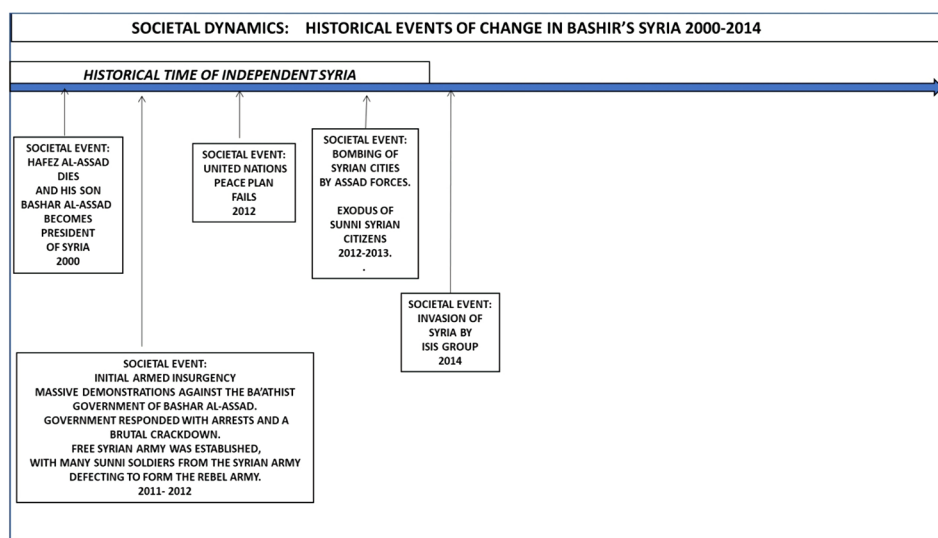 SOCIETAL DYNAMICS: HISTORICAL EVENTS OF CHANGE IN BASHIR'S SYRIA 2000-2014
HISTORICAL TIME OF INDEPENDENT SYRIA
SOCIETAL EVENT:
HAFEZ AL-ASSAD
DIES
AND HIS SON
BASHAR AL-ASSAD
BECOMES
PRESIDENT
OF SYRIA
2000
SOCIETAL EVENT:
INITIAL ARMED INSURGENCY
MASSIVE DEMONSTRATIONS AGAINST THE BA'ATHIST
GOVERNMENT OF BASHAR AL-ASSAD.
GOVERNMENT RESPONDED WITH ARRESTS AND A
BRUTAL CRACKDOWN.
FREE SYRIAN ARMY WAS ESTABLISHED,
WITH MANY SUNNI SOLDIERS FROM THE SYRIAN ARMY
DEFECTING TO FORM THE REBEL ARMY.
2011- 2012
SOCIETAL EVENT:
UNITED NATIONS
PEACE PLAN
FAILS
2012
SOCIETAL EVENT:
BOMBING OF
SYRIAN CITIES
BY ASSAD FORCES.
EXODUS OF
SUNNI SYRIAN
CITIZENS
2012-2013.
.
SOCIETAL EVENT:
INVASION OF
SYRIA BY
ISIS GROUP
2014